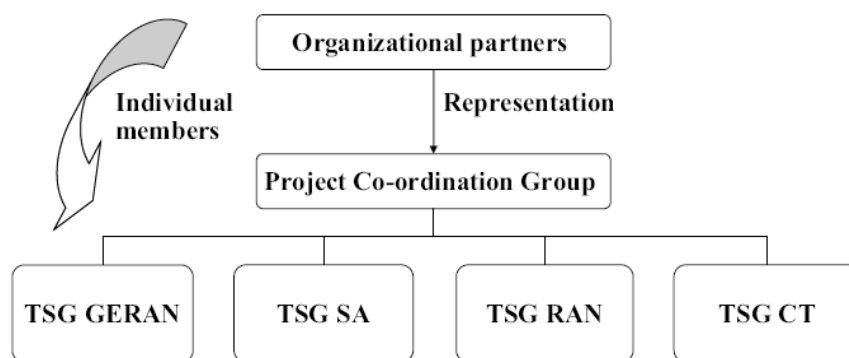 Organizational partners
Individual
members
Representation
Project Co-ordination Group
TSG GERAN
TSG SA
TSG RAN
TSG CT